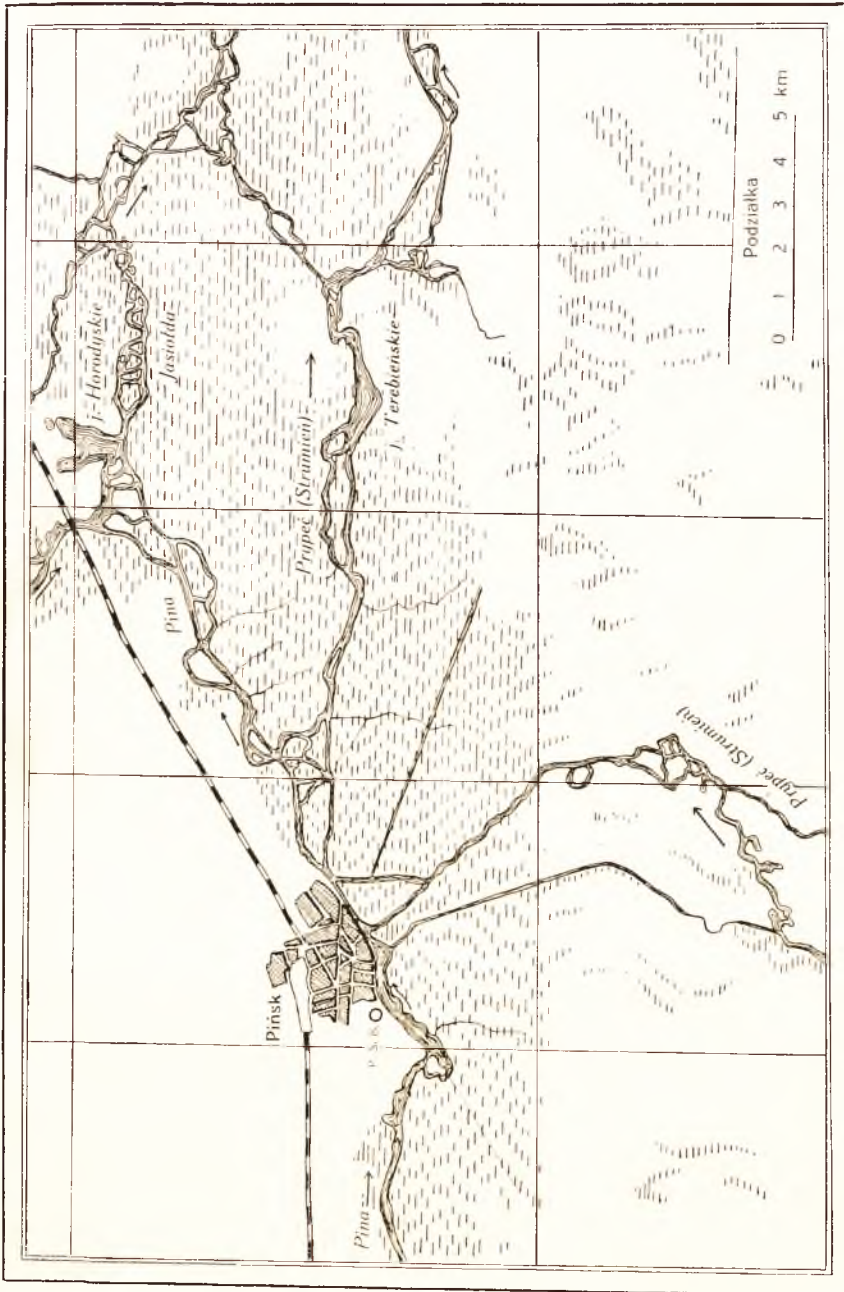 j. Horodyskie
Jasiołda
Pina
Prypeć (Strumień)
j. Terebieńskie
Pińsk
P. S. R.
Pina
Prypeć (Strumień)
Podziałka
0 1 2 3 4 5 km